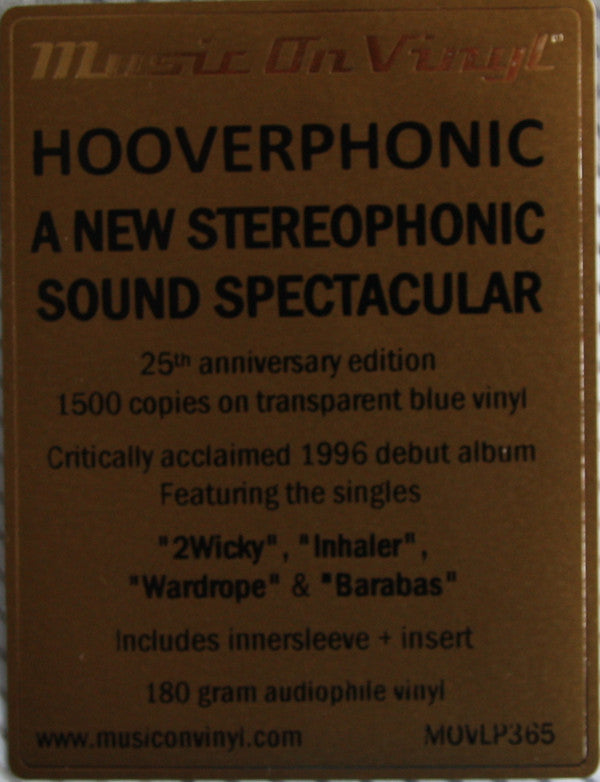 Music On Vinyl
HOOVERPHONIC
A NEW STEREOPHONIC
SOUND SPECTACULAR
25th anniversary edition
1500 copies on transparent blue vinyl
Critically acclaimed 1996 debut album
Featuring the singles
"2Wicky", "Inhaler",
"Wardrope" & "Barabas"
Includes innersleeve + insert
180 gram audiophile vinyl
www.musiconvinyl.com MOVLP365